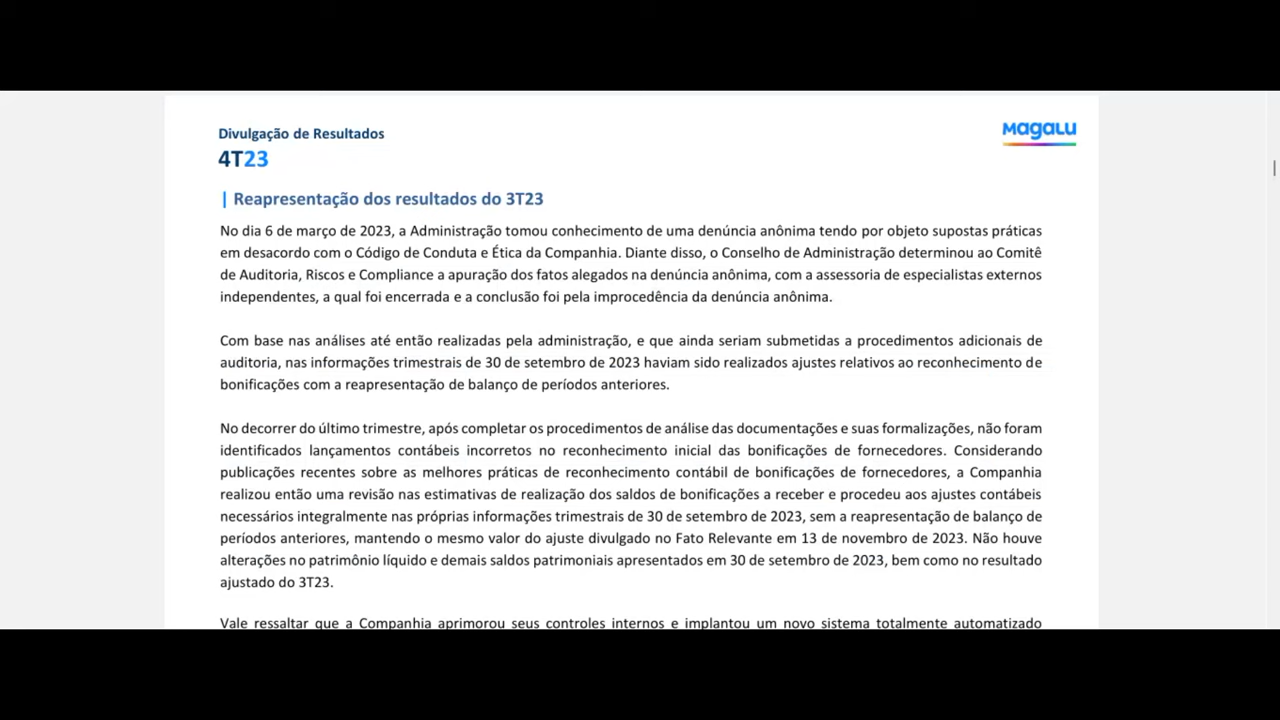 Divulgação de Resultados
magalu
4T23
| Reapresentação dos resultados do 3T23
No dia 6 de março de 2023, a Administração tomou conhecimento de uma denúncia anônima tendo por objeto supostas práticas
em desacordo com o Código de Conduta e Ética da Companhia. Diante disso, o Conselho de Administração determinou ao Comitê
de Auditoria, Riscos e Compliance a apuração dos fatos alegados na denúncia anônima, com a assessoria de especialistas externos
independentes, a qual foi encerrada e a conclusão foi pela improcedência da denúncia anônima.
Com base nas análises até então realizadas pela administração, e que ainda seriam submetidas a procedimentos adicionais de
auditoria, nas informações trimestrais de 30 de setembro de 2023 haviam sido realizados ajustes relativos ao reconhecimento de
bonificações com a reapresentação de balanço de períodos anteriores.
No decorrer do último trimestre, após completar os procedimentos de análise das documentações e suas formalizações, não foram
identificados lançamentos contábeis incorretos no reconhecimento inicial das bonificações de fornecedores. Considerando
publicações recentes sobre as melhores práticas de reconhecimento contábil de bonificações de fornecedores, a Companhia
realizou então uma revisão nas estimativas de realização dos saldos de bonificações a receber e procedeu aos ajustes contábeis
necessários integralmente nas próprias informações trimestrais de 30 de setembro de 2023, sem a reapresentação de balanço de
períodos anteriores, mantendo o mesmo valor do ajuste divulgado no Fato Relevante em 13 de novembro de 2023. Não houve
alterações no patrimônio líquido e demais saldos patrimoniais apresentados em 30 de setembro de 2023, bem como no resultado
ajustado do 3T23.
Vale ressaltar que a Companhia aprimorou seus controles internos e implantou um novo sistema totalmente automatizado